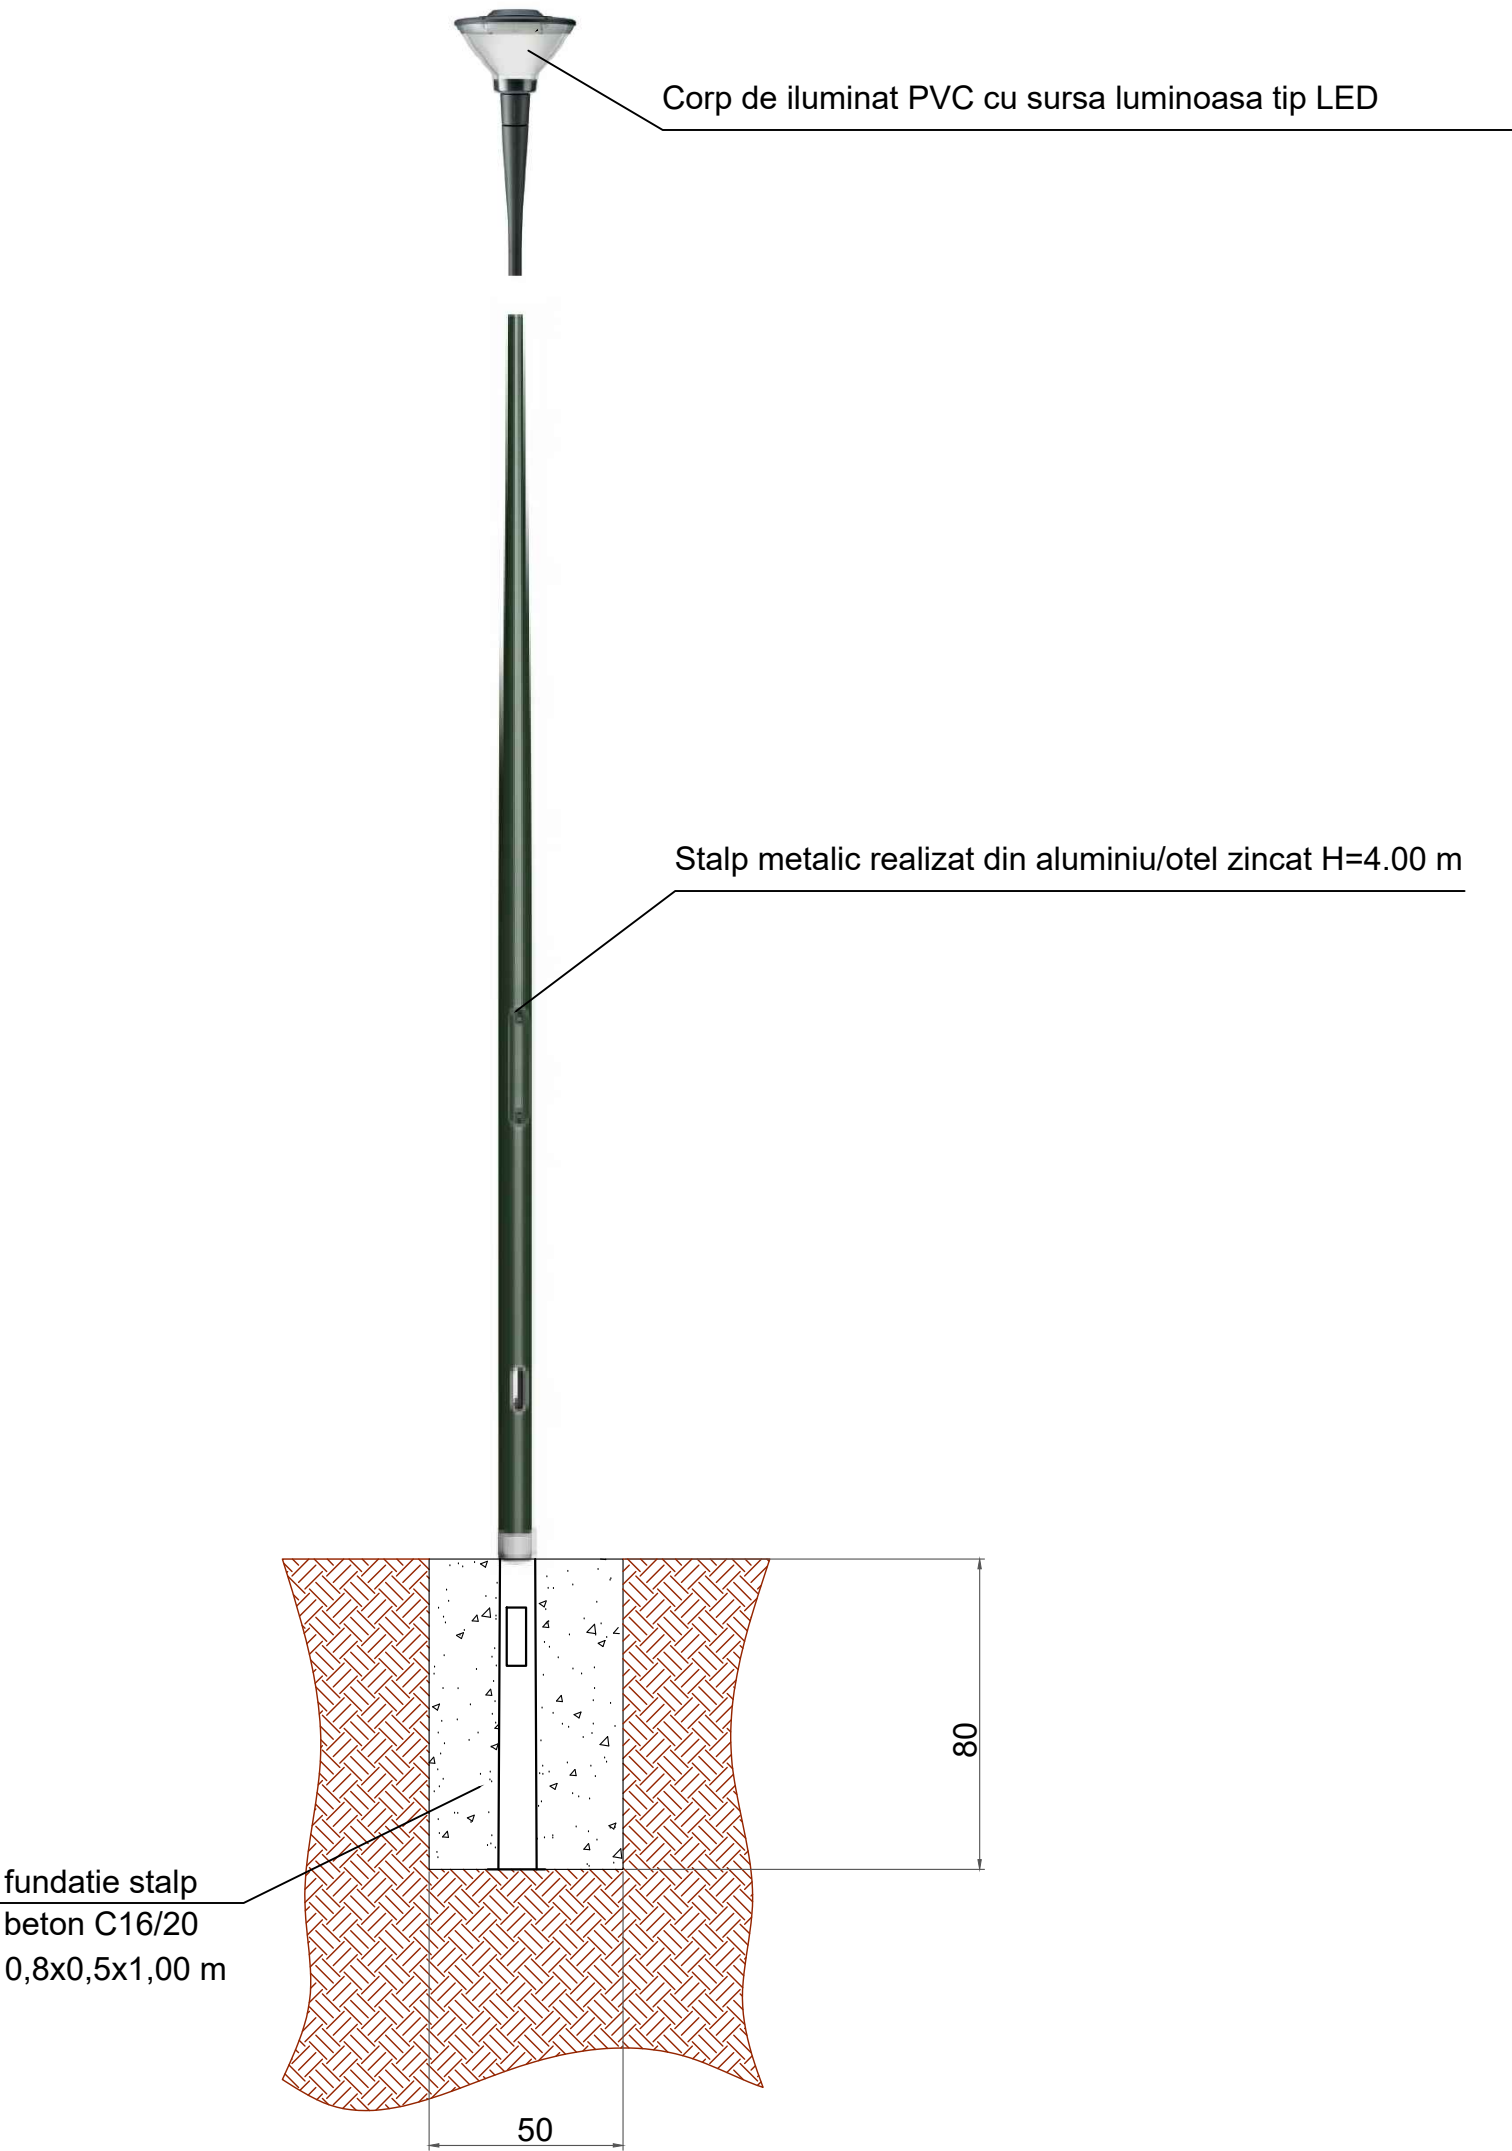 Corp de iluminat PVC cu sursa luminoasa tip LED
Stalp metalic realizat din aluminiu/otel zincat H=4.00 m
80
fundatie stalp
beton C16/20
0,8x0,5x1,00 m
50